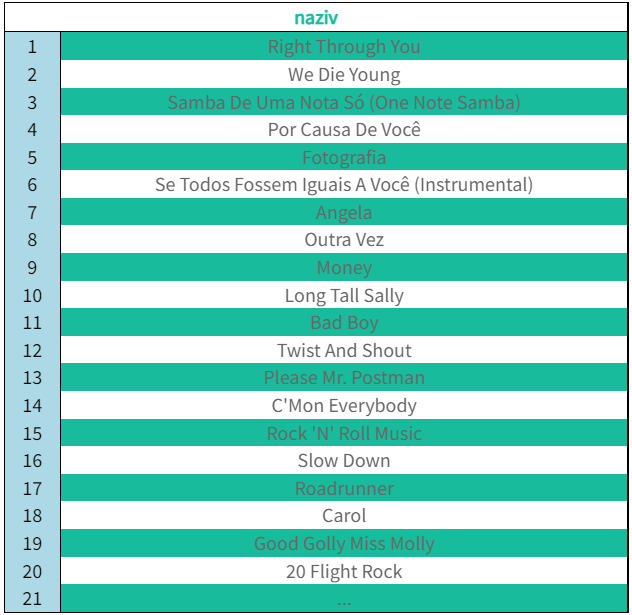 naziv
1 Right Through You
2 We Die Young
3 Samba De Uma Nota Só (One Note Samba)
4 Por Causa De Você
5 Fotografia
6 Se Todos Fossem Iguais A Você (Instrumental)
7 Angela
8 Outra Vez
9 Money
10 Long Tall Sally
11 Bad Boy
12 Twist And Shout
13 Please Mr. Postman
14 C'Mon Everybody
15 Rock 'N' Roll Music
16 Slow Down
17 Roadrunner
18 Carol
19 Good Golly Miss Molly
20 20 Flight Rock
21 ...